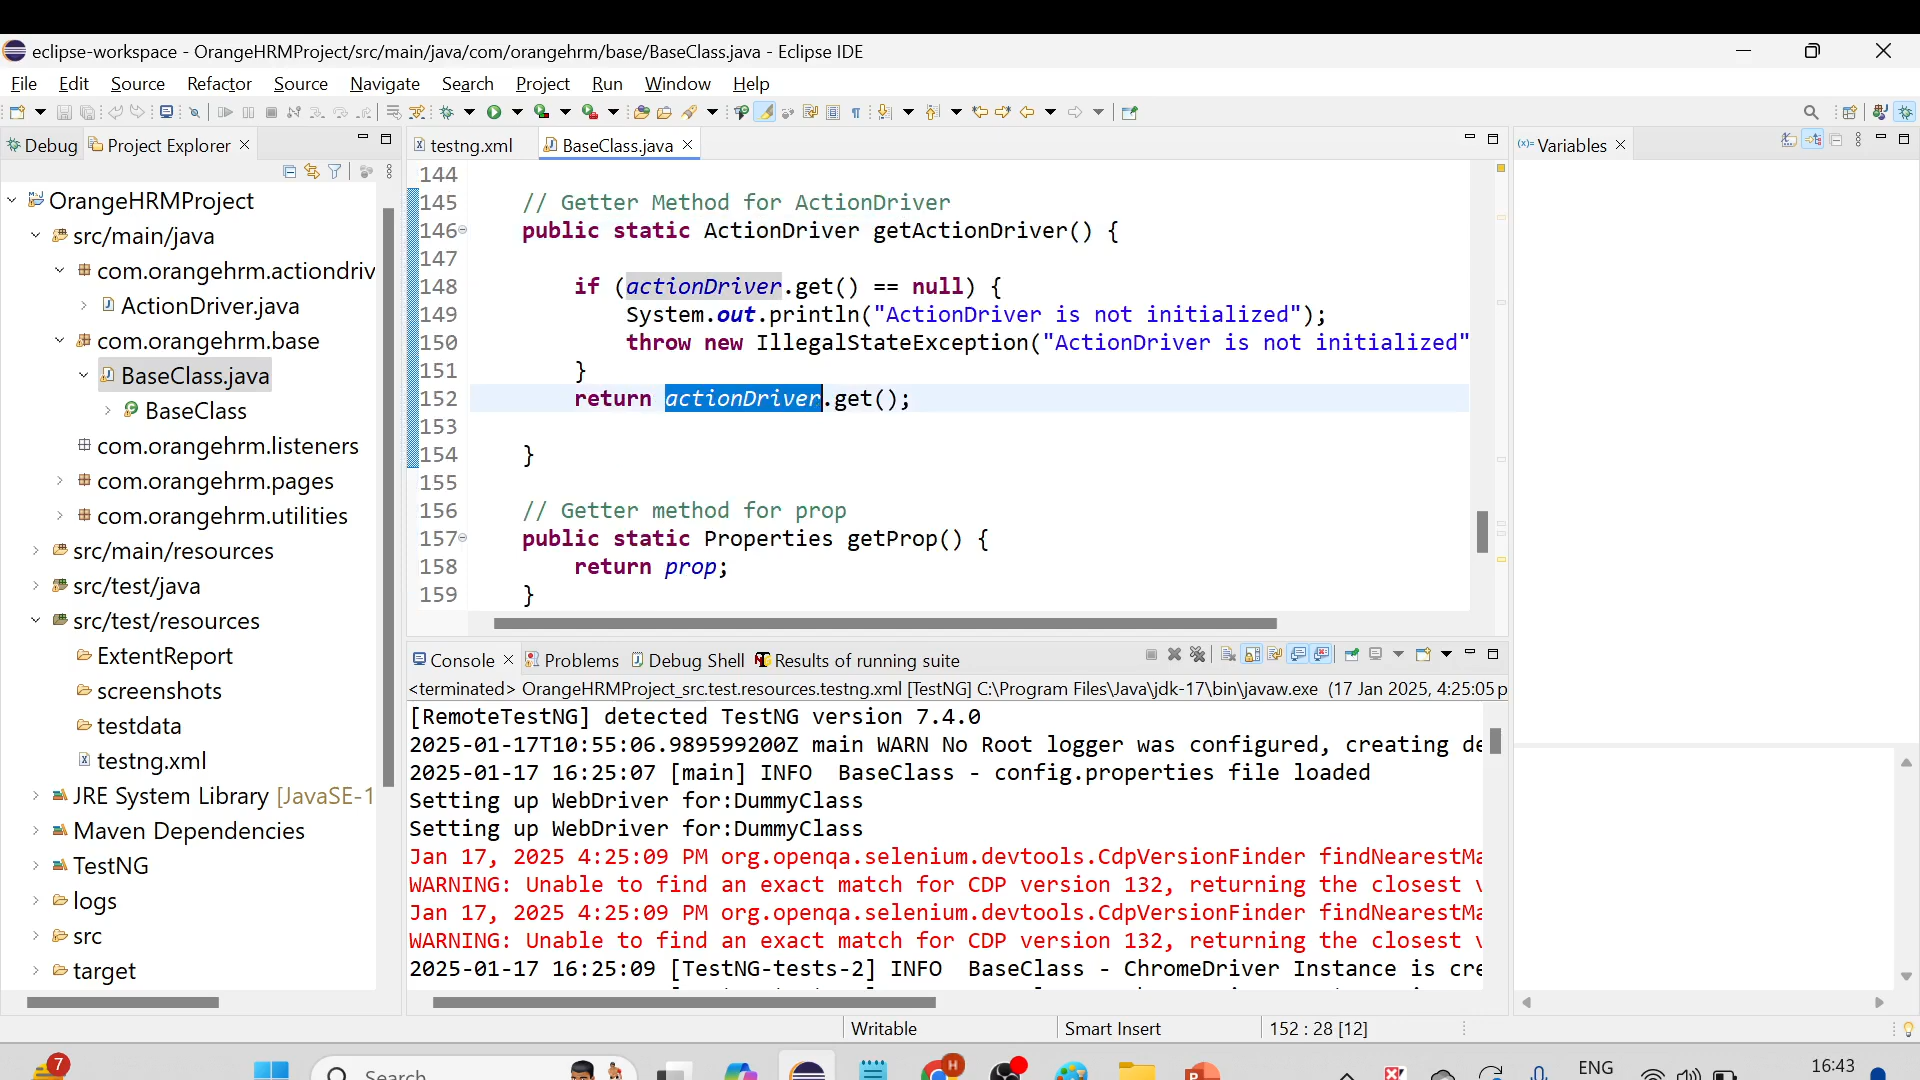 eclipse-workspace - OrangeHRMProject/src/main/java/com/orangehrm/base/BaseClass.java - Eclipse IDE
File Edit Source Refactor Source Navigate Search Project Run Window Help
Debug Project Explorer
testng.xml BaseClass.java
Variables
OrangeHRMProject
src/main/java
com.orangehrm.actiondriv
ActionDriver.java
com.orangehrm.base
BaseClass.java
BaseClass
com.orangehrm.listeners
com.orangehrm.pages
com.orangehrm.utilities
src/main/resources
src/test/java
src/test/resources
ExtentReport
screenshots
testdata
testng.xml
JRE System Library [JavaSE-1
Maven Dependencies
TestNG
logs
src
target
144
145 // Getter Method for ActionDriver
146 public static ActionDriver getActionDriver() {
147
148 if (actionDriver.get() == null) {
149 System.out.println("ActionDriver is not initialized");
150 throw new IllegalStateException("ActionDriver is not initialized"
151 }
152 return actionDriver.get();
153
154 }
155
156 // Getter method for prop
157 public static Properties getProp() {
158 return prop;
159 }
Console Problems Debug Shell Results of running suite
<terminated> OrangeHRMProject_src.test.resources.testng.xml [TestNG] C:\Program Files\Java\jdk-17\bin\javaw.exe (17 Jan 2025, 4:25:05 p
[RemoteTestNG] detected TestNG version 7.4.0
2025-01-17T10:55:06.989599200Z main WARN No Root logger was configured, creating de
2025-01-17 16:25:07 [main] INFO BaseClass - config.properties file loaded
Setting up WebDriver for:DummyClass
Setting up WebDriver for:DummyClass
Jan 17, 2025 4:25:09 PM org.openqa.selenium.devtools.CdpVersionFinder findNearestMa
WARNING: Unable to find an exact match for CDP version 132, returning the closest v
Jan 17, 2025 4:25:09 PM org.openqa.selenium.devtools.CdpVersionFinder findNearestMa
WARNING: Unable to find an exact match for CDP version 132, returning the closest v
2025-01-17 16:25:09 [TestNG-tests-2] INFO BaseClass - ChromeDriver Instance is cre
Writable Smart Insert 152 : 28 [12]
7 Search H ENG 16:43